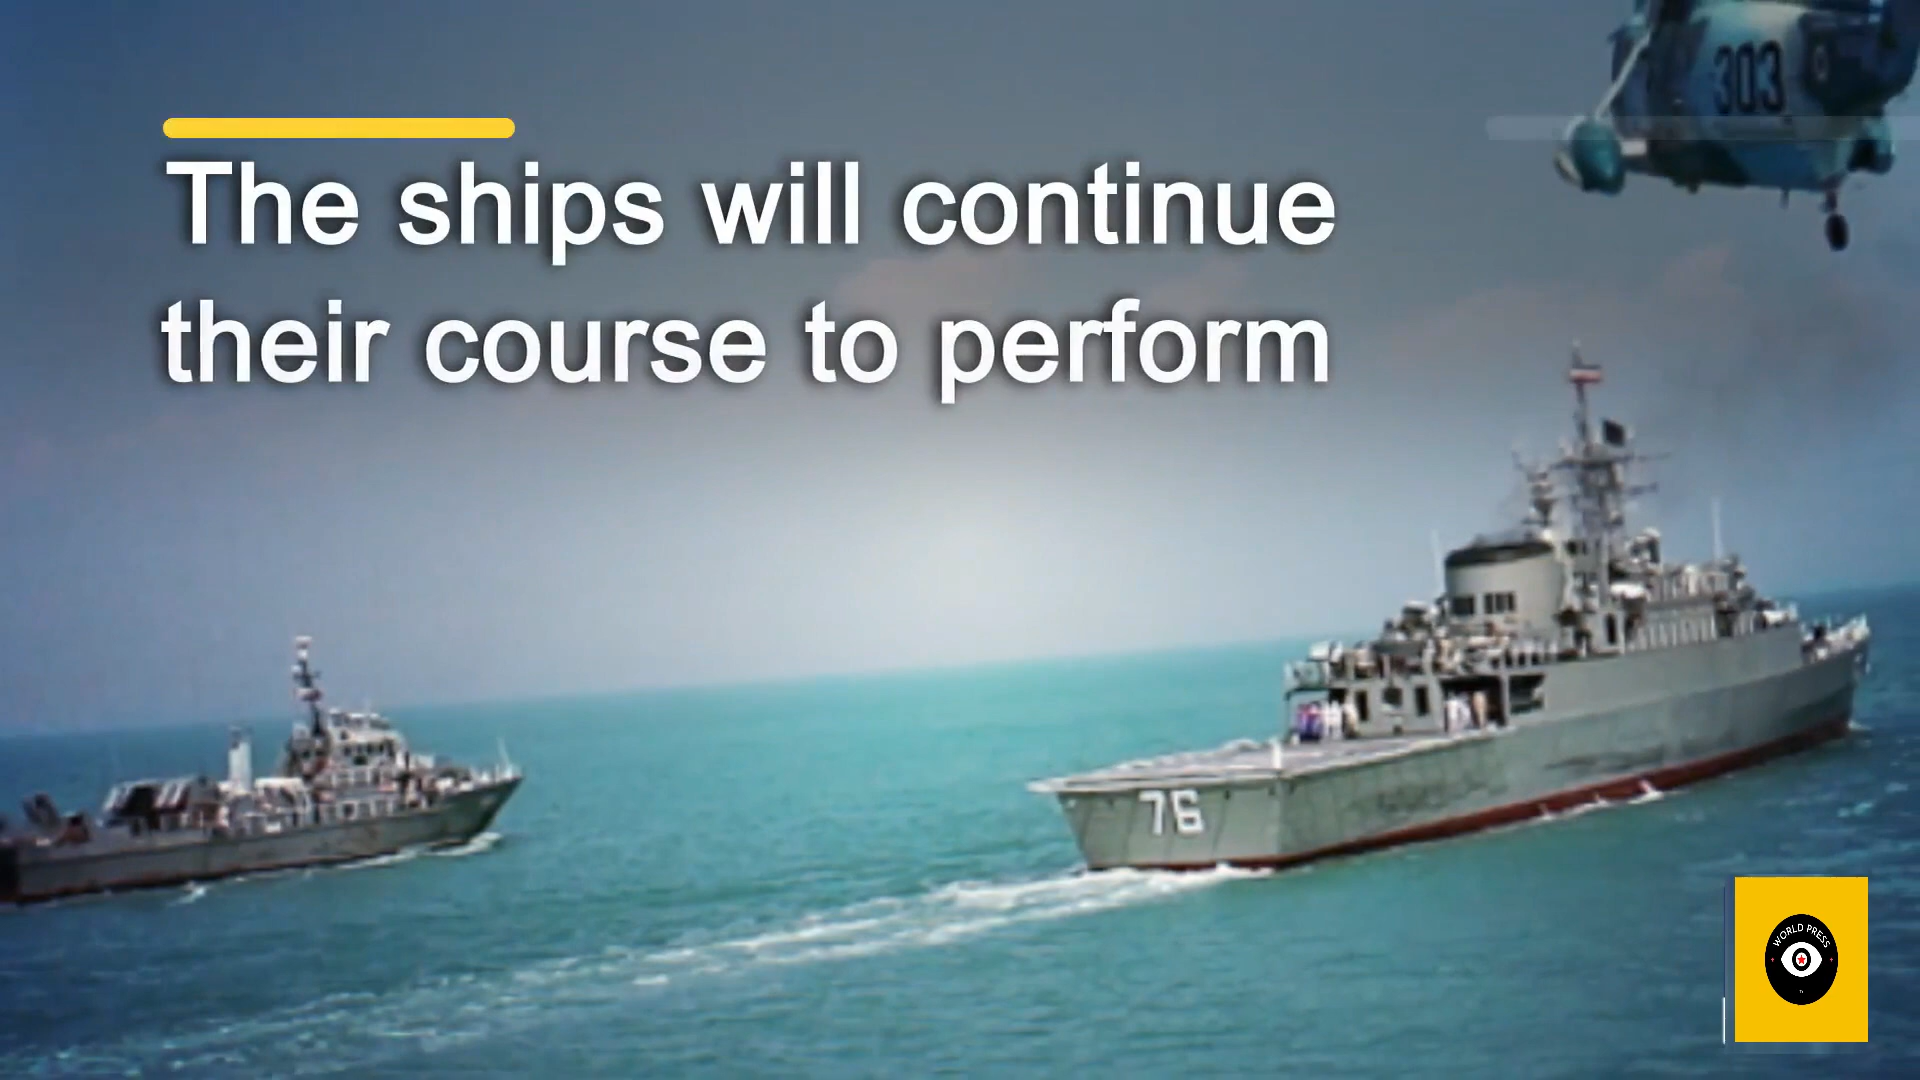 303
The ships will continue
their course to perform
76
WORLD PRESS